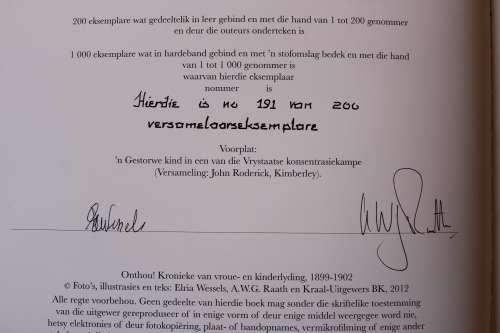 200 eksemplare wat gedeeltelik in leer gebind en met die hand van 1 tot 200 genommer
en deur die outeurs onderteken is
1 000 eksemplare wat in hardeband gebind en met 'n stofomslag bedek en met die hand
van 1 tot 1 000 genommer is
waarvan hierdie eksemplaar
nommer is
Hierdie is no 191 van 200
versamelaarseksemplare
Voorplat:
'n Gestorwe kind in een van die Vrystaatse konsentrasiekampe
(Versameling: John Roderick, Kimberley).
EWessels AWG Raath
Onthou! Kronieke van vroue- en kinderlyding, 1899-1902
© Foto's, illustrasies en teks: Elria Wessels, A.W.G. Raath en Kraal-Uitgewers BK, 2012
Alle regte voorbehou. Geen gedeelte van hierdie boek mag sonder die skriftelike toestemming
van die uitgewer gereproduseer of in enige vorm of deur enige middel weergegee word nie,
hetsy elektronies of deur fotokopiëring, plaat- of bandopnames, vermikrofilming of enige ander